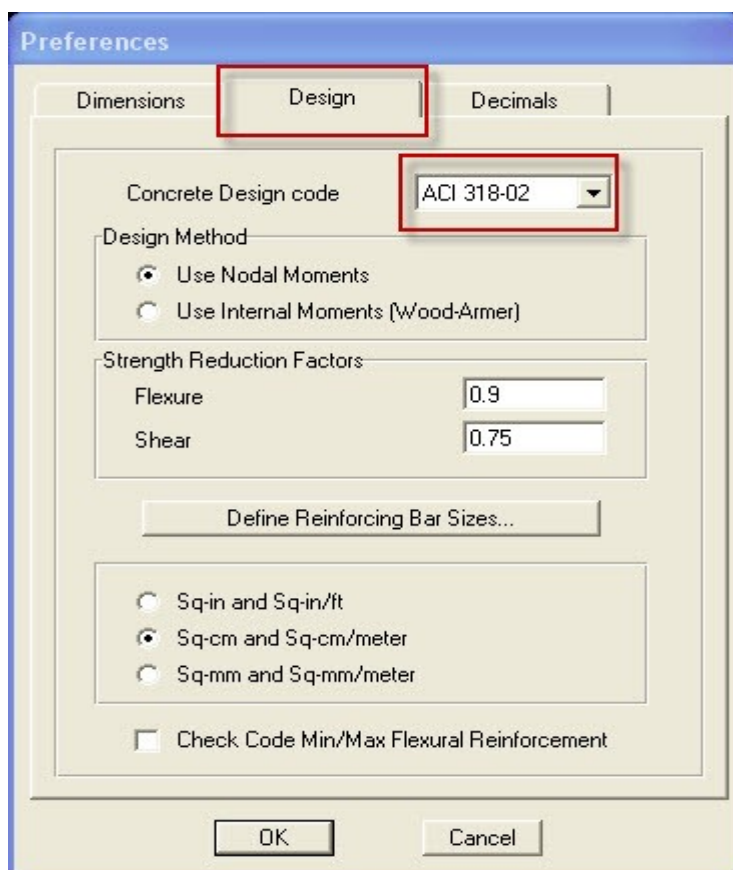 Preferences
Dimensions Design Decimals
Concrete Design code ACI 318-02
Design Method
Use Nodal Moments
Use Internal Moments (Wood-Armer)
Strength Reduction Factors
Flexure 0.9
Shear 0.75
Define Reinforcing Bar Sizes...
Sq-in and Sq-in/ft
Sq-cm and Sq-cm/meter
Sq-mm and Sq-mm/meter
Check Code Min/Max Flexural Reinforcement
OK Cancel